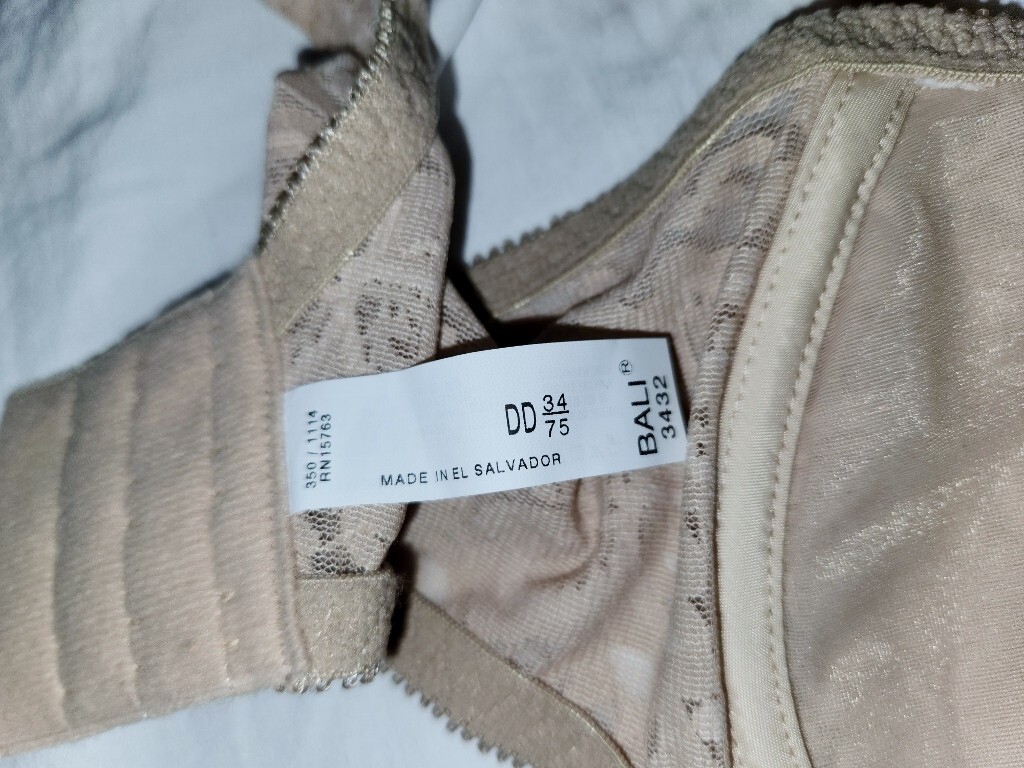 350 / 1114
RN15763
DD 34/75
MADE IN EL SALVADOR
BALI®
3432